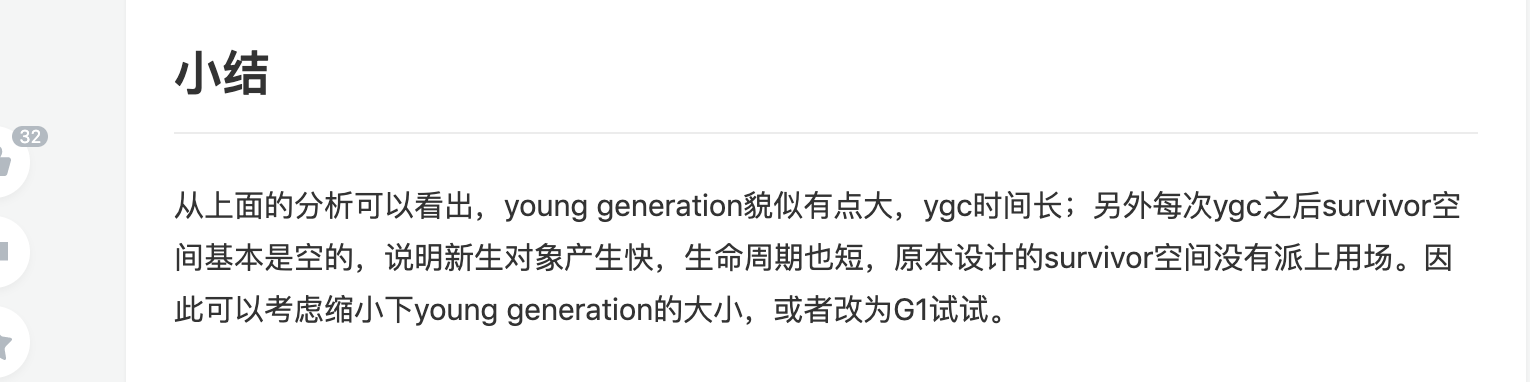 小结
32
从上面的分析可以看出，young generation貌似有点大，ygc时间长；另外每次ygc之后survivor空
间基本是空的，说明新生对象产生快，生命周期也短，原本设计的survivor空间没有派上用场。因
此可以考虑缩小下young generation的大小，或者改为G1试试。